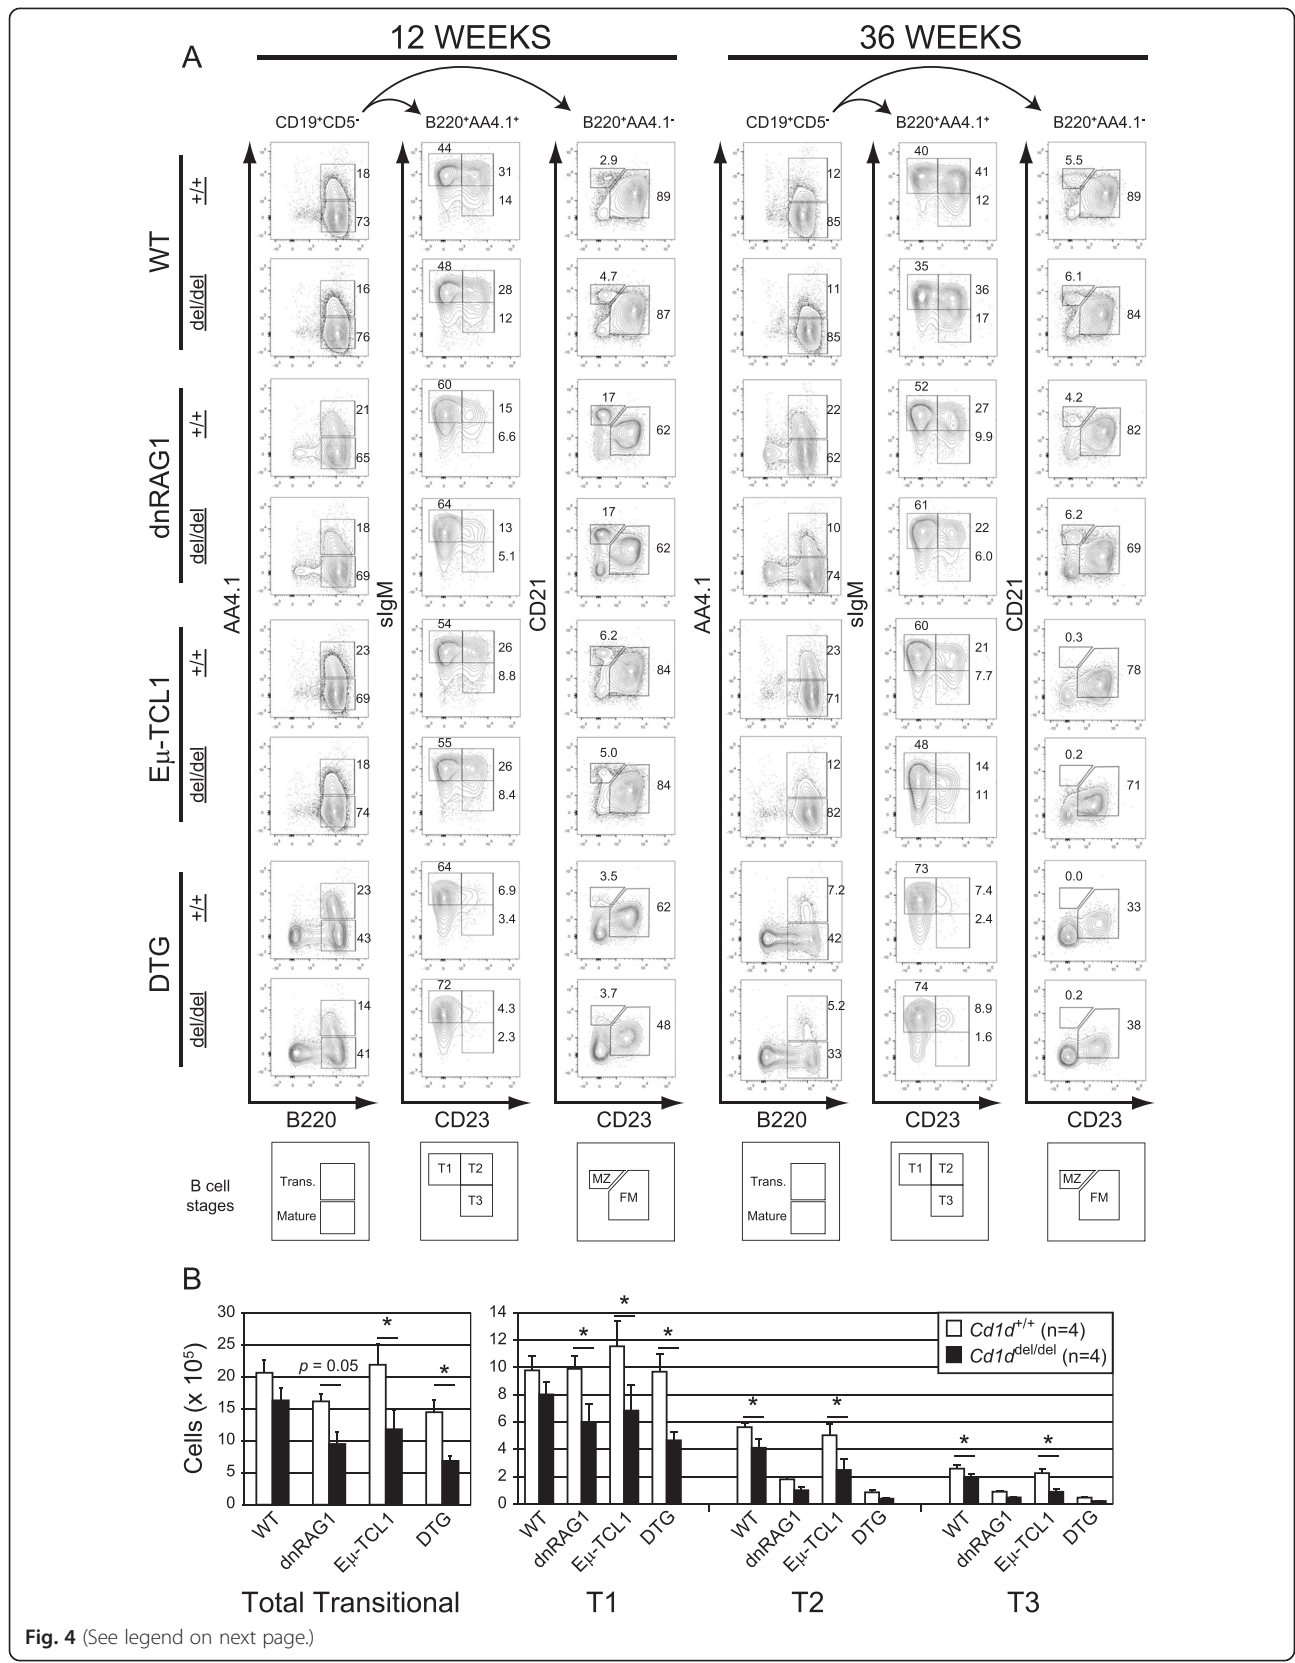 12 WEEKS 36 WEEKS
A
CD19⁺CD5⁻ B220⁺AA4.1⁺ B220⁺AA4.1⁻ CD19⁺CD5⁻ B220⁺AA4.1⁺ B220⁺AA4.1⁻
WT
+/+
18 73 44 31 14 2.9 89 12 85 40 41 12 5.5 89
del/del
16 76 48 28 12 4.7 87 11 85 35 36 17 6.1 84
dnRAG1
+/+
21 65 60 15 6.6 17 62 22 62 52 27 9.9 4.2 82
del/del
18 69 64 13 5.1 17 62 10 74 61 22 6.0 6.2 69
Eμ-TCL1
+/+
23 69 54 26 8.8 6.2 84 23 71 60 21 7.7 0.3 78
del/del
18 74 55 26 8.4 5.0 84 12 82 48 14 11 0.2 71
DTG
+/+
23 43 64 6.9 3.4 3.5 62 7.2 42 73 7.4 2.4 0.0 33
del/del
14 41 72 4.3 2.3 3.7 48 5.2 33 74 8.9 1.6 0.2 38
AA4.1 sIgM CD21 AA4.1 sIgM CD21
B220 CD23 CD23 B220 CD23 CD23
B cell
stages
Trans. T1 T2 MZ Trans. T1 T2 MZ
Mature T3 FM Mature T3 FM
B
Cells (x 10⁵)
30
25
20
15
10
5
0
* p = 0.05 *
WT dnRAG1 Eμ-TCL1 DTG
Total Transitional
14
12
10
8
6
4
2
0
* * * * * * *
Cd1d⁺/⁺ (n=4)
Cd1d del/del (n=4)
WT dnRAG1 Eμ-TCL1 DTG WT dnRAG1 Eμ-TCL1 DTG WT dnRAG1 Eμ-TCL1 DTG
T1 T2 T3
Fig. 4 (See legend on next page.)